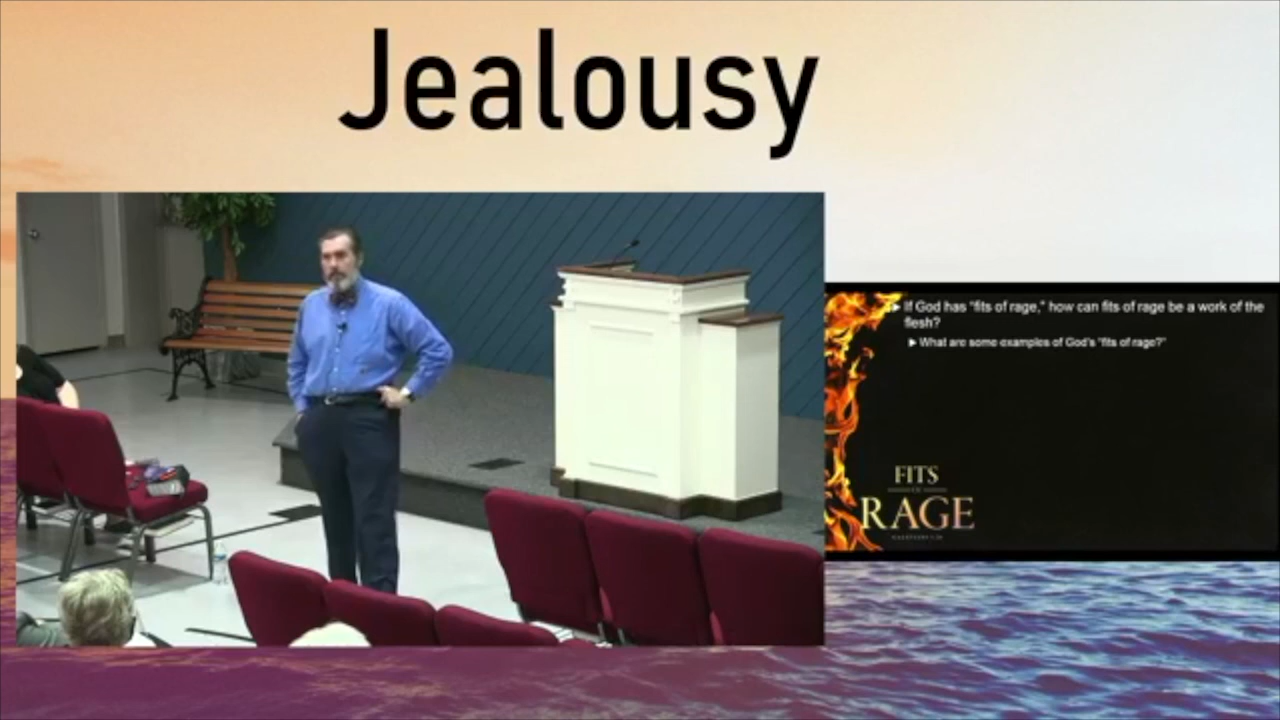 Jealousy
If God has "fits of rage," how can fits of rage be a work of the
flesh?
What are some examples of God's "fits of rage?"
FITS
OF
RAGE